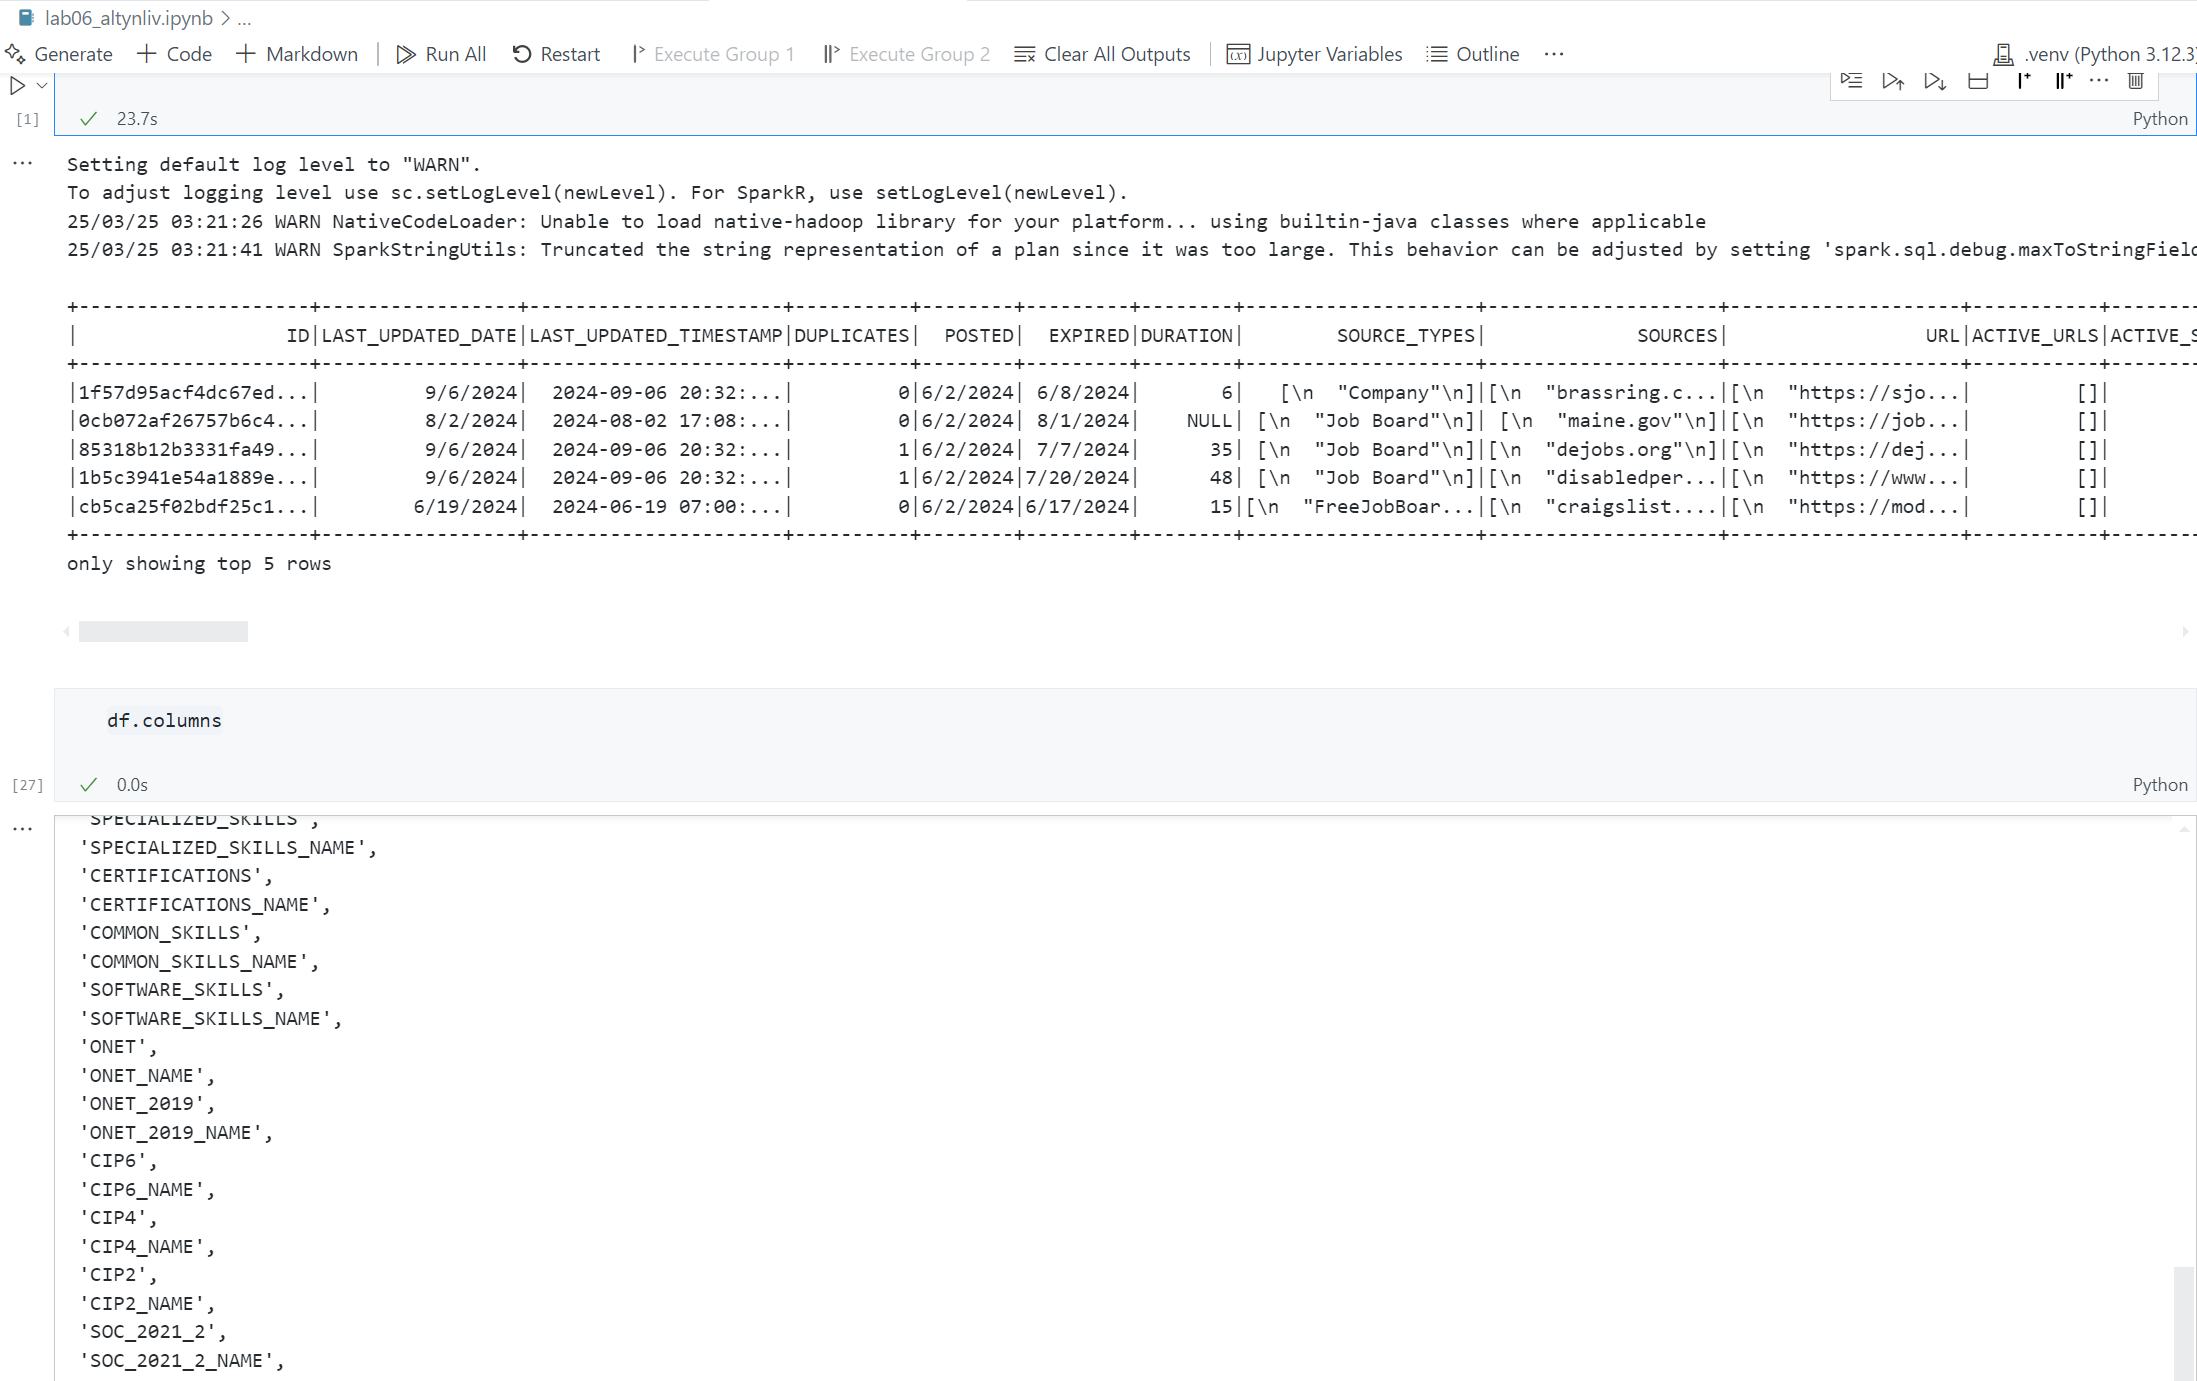 lab06_altynliv.ipynb > ...
Generate + Code + Markdown | Run All Restart Execute Group 1 Execute Group 2 Clear All Outputs | Jupyter Variables Outline ... .venv (Python 3.12.3)
[1] 23.7s Python
Setting default log level to "WARN".
To adjust logging level use sc.setLogLevel(newLevel). For SparkR, use setLogLevel(newLevel).
25/03/25 03:21:26 WARN NativeCodeLoader: Unable to load native-hadoop library for your platform... using builtin-java classes where applicable
25/03/25 03:21:41 WARN SparkStringUtils: Truncated the string representation of a plan since it was too large. This behavior can be adjusted by setting 'spark.sql.debug.maxToStringField
+--------------------+-----------------+----------------------+----------+--------+---------+--------+--------------------+--------------------+--------------------+-----------+--------
|                  ID|LAST_UPDATED_DATE|LAST_UPDATED_TIMESTAMP|DUPLICATES|  POSTED|  EXPIRED|DURATION|        SOURCE_TYPES|             SOURCES|                 URL|ACTIVE_URLS|ACTIVE_S
+--------------------+-----------------+----------------------+----------+--------+---------+--------+--------------------+--------------------+--------------------+-----------+--------
|1f57d95acf4dc67ed...|         9/6/2024|  2024-09-06 20:32:...|         0|6/2/2024| 6/8/2024|       6|   [\n  "Company"\n]|[\n  "brassring.c...|[\n  "https://sjo...|         []|
|0cb072af26757b6c4...|         8/2/2024|  2024-08-02 17:08:...|         0|6/2/2024| 8/1/2024|    NULL| [\n  "Job Board"\n]| [\n  "maine.gov"\n]|[\n  "https://job...|         []|
|85318b12b3331fa49...|         9/6/2024|  2024-09-06 20:32:...|         1|6/2/2024| 7/7/2024|      35| [\n  "Job Board"\n]|[\n  "dejobs.org"\n]|[\n  "https://dej...|         []|
|1b5c3941e54a1889e...|         9/6/2024|  2024-09-06 20:32:...|         1|6/2/2024|7/20/2024|      48| [\n  "Job Board"\n]|[\n  "disabledper...|[\n  "https://www...|         []|
|cb5ca25f02bdf25c1...|        6/19/2024|  2024-06-19 07:00:...|         0|6/2/2024|6/17/2024|      15|[\n  "FreeJobBoar...|[\n  "craigslist....|[\n  "https://mod...|         []|
+--------------------+-----------------+----------------------+----------+--------+---------+--------+--------------------+--------------------+--------------------+-----------+--------
only showing top 5 rows
df.columns
[27] 0.0s Python
'SPECIALIZED_SKILLS',
'SPECIALIZED_SKILLS_NAME',
'CERTIFICATIONS',
'CERTIFICATIONS_NAME',
'COMMON_SKILLS',
'COMMON_SKILLS_NAME',
'SOFTWARE_SKILLS',
'SOFTWARE_SKILLS_NAME',
'ONET',
'ONET_NAME',
'ONET_2019',
'ONET_2019_NAME',
'CIP6',
'CIP6_NAME',
'CIP4',
'CIP4_NAME',
'CIP2',
'CIP2_NAME',
'SOC_2021_2',
'SOC_2021_2_NAME',